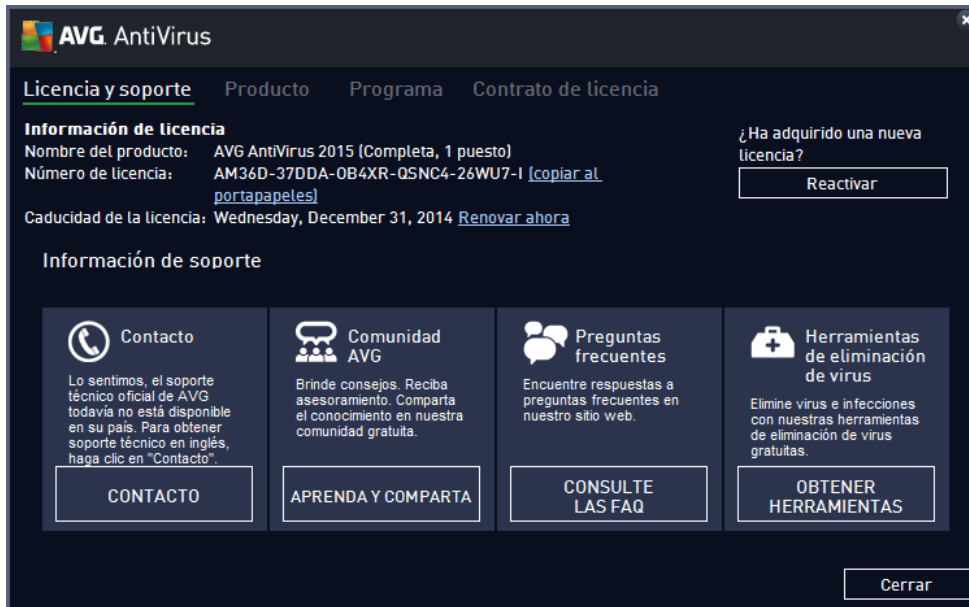 AVG. AntiVirus
Licencia y soporte Producto Programa Contrato de licencia
Información de licencia
Nombre del producto: AVG AntiVirus 2015 (Completa, 1 puesto)
Número de licencia: AM36D-37DDA-OB4XR-QSNC4-26WU7-I (copiar al
portapapeles)
Caducidad de la licencia: Wednesday, December 31, 2014 Renovar ahora
¿Ha adquirido una nueva
licencia?
Reactivar
Información de soporte
Contacto
Lo sentimos, el soporte
técnico oficial de AVG
todavía no está disponible
en su país. Para obtener
soporte técnico en inglés,
haga clic en "Contacto".
CONTACTO
Comunidad
AVG
Brinde consejos. Reciba
asesoramiento. Comparta
el conocimiento en nuestra
comunidad gratuita.
APRENDA Y COMPARTA
Preguntas
frecuentes
Encuentre respuestas a
preguntas frecuentes en
nuestro sitio web.
CONSULTE
LAS FAQ
Herramientas
de eliminación
de virus
Elimine virus e infecciones
con nuestras herramientas
de eliminación de virus
gratuitas.
OBTENER
HERRAMIENTAS
Cerrar